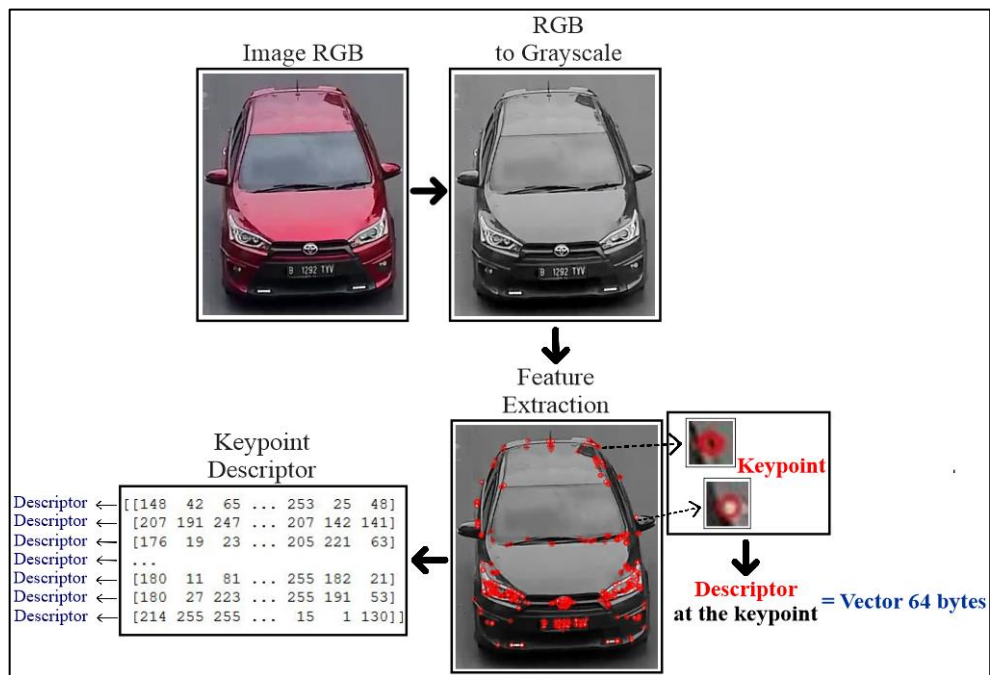 Image RGB
RGB
to Grayscale
B 1292 TYV
B 1292 TYV
Feature
Extraction
Keypoint
Keypoint
Descriptor
Descriptor ← [[148 42 65 ... 253 25 48]
Descriptor ← [207 191 247 ... 207 142 141]
Descriptor ← [176 19 23 ... 205 221 63]
Descriptor ← ...
Descriptor ← [180 11 81 ... 255 182 21]
Descriptor ← [180 27 223 ... 255 191 53]
Descriptor ← [214 255 255 ... 15 1 130]]
Descriptor
at the keypoint = Vector 64 bytes